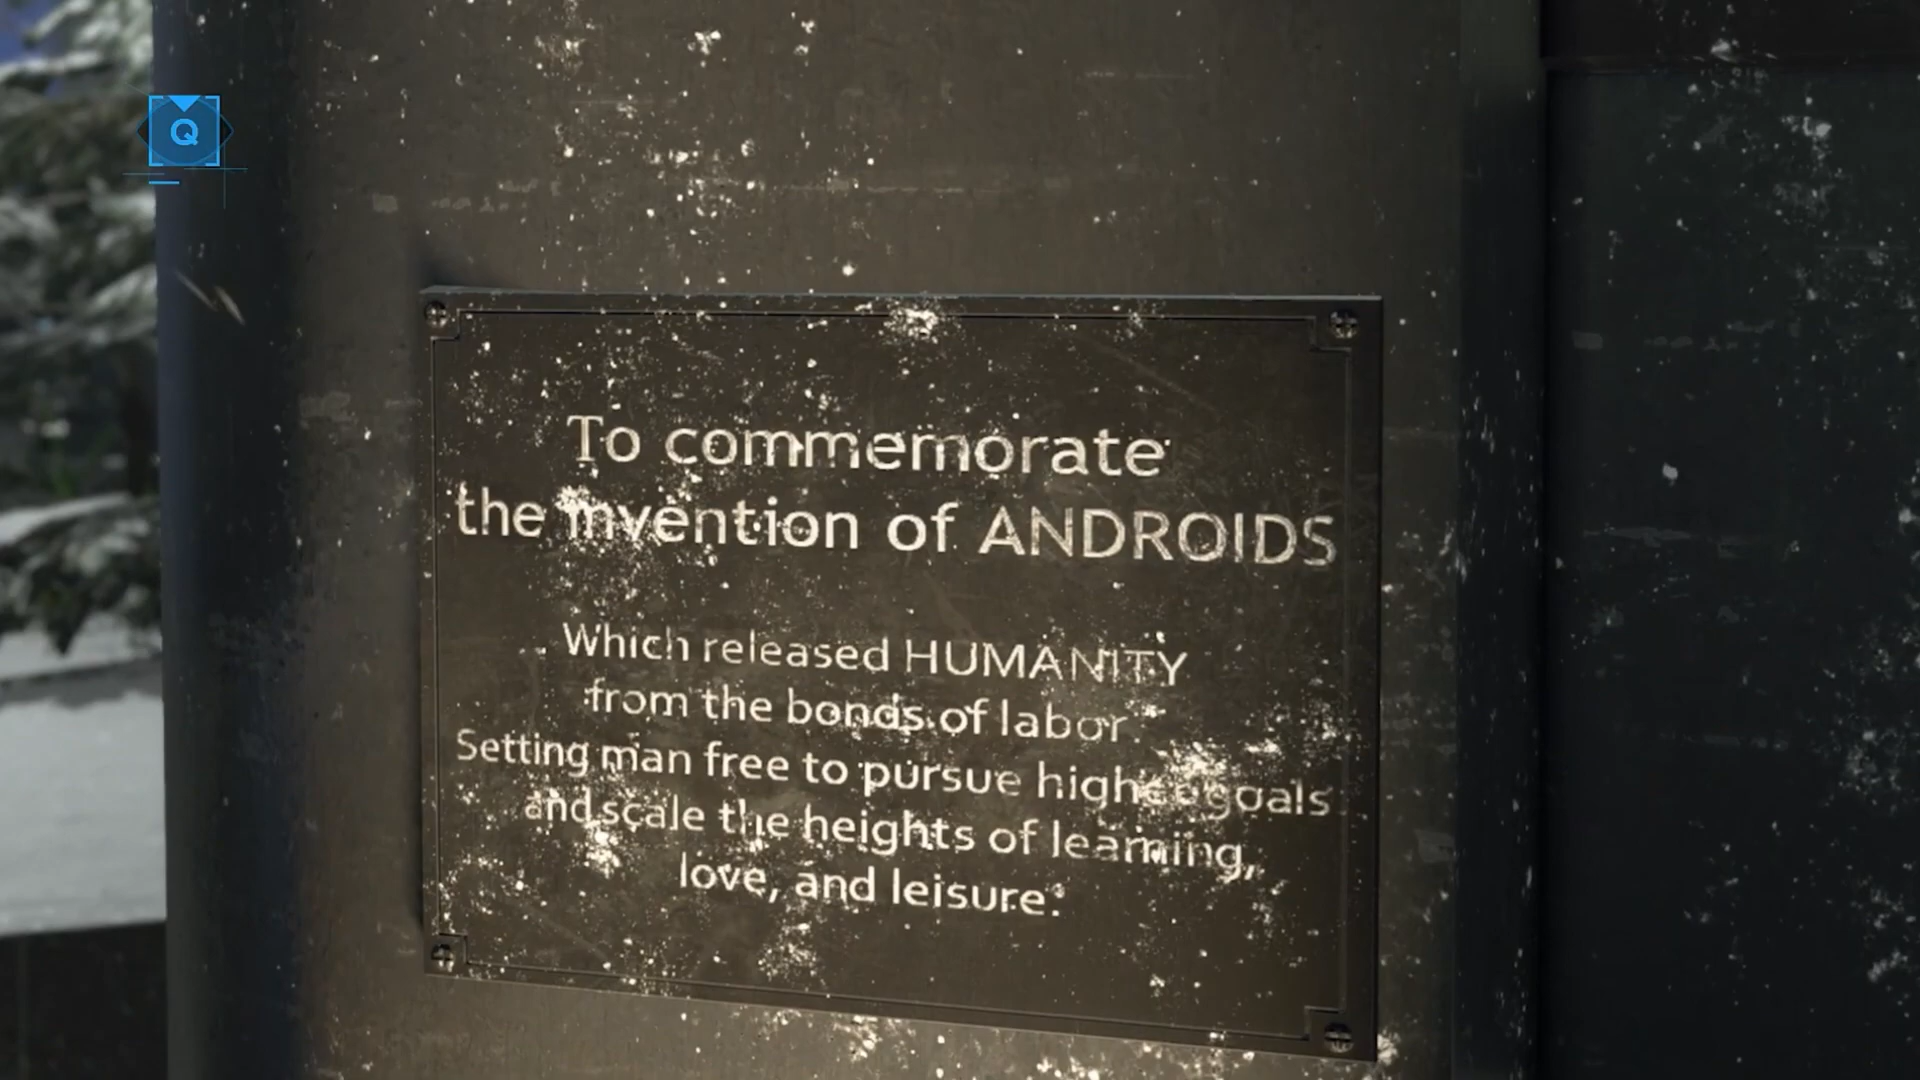 Q
To commemorate
the invention of ANDROIDS
Which released HUMANITY
from the bonds of labor.
Setting man free to pursue higher goals
and scale the heights of learning,
love, and leisure.